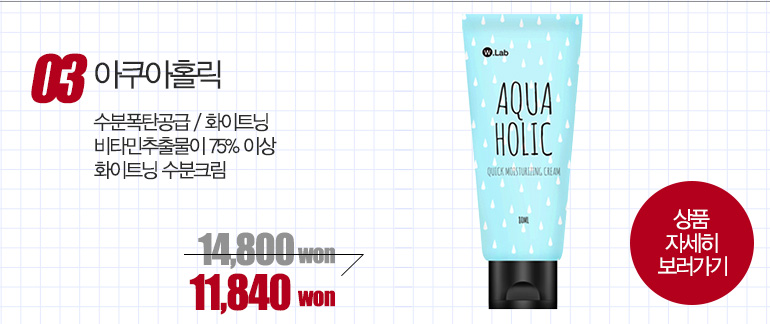 03 아쿠아홀릭
수분폭탄공급 / 화이트닝
비타민추출물이 75% 이상
화이트닝 수분크림
14,800 won
11,840 won
W.Lab
AQUA
HOLIC
QUICK MOISTURIZING CREAM
상품
자세히
보러가기